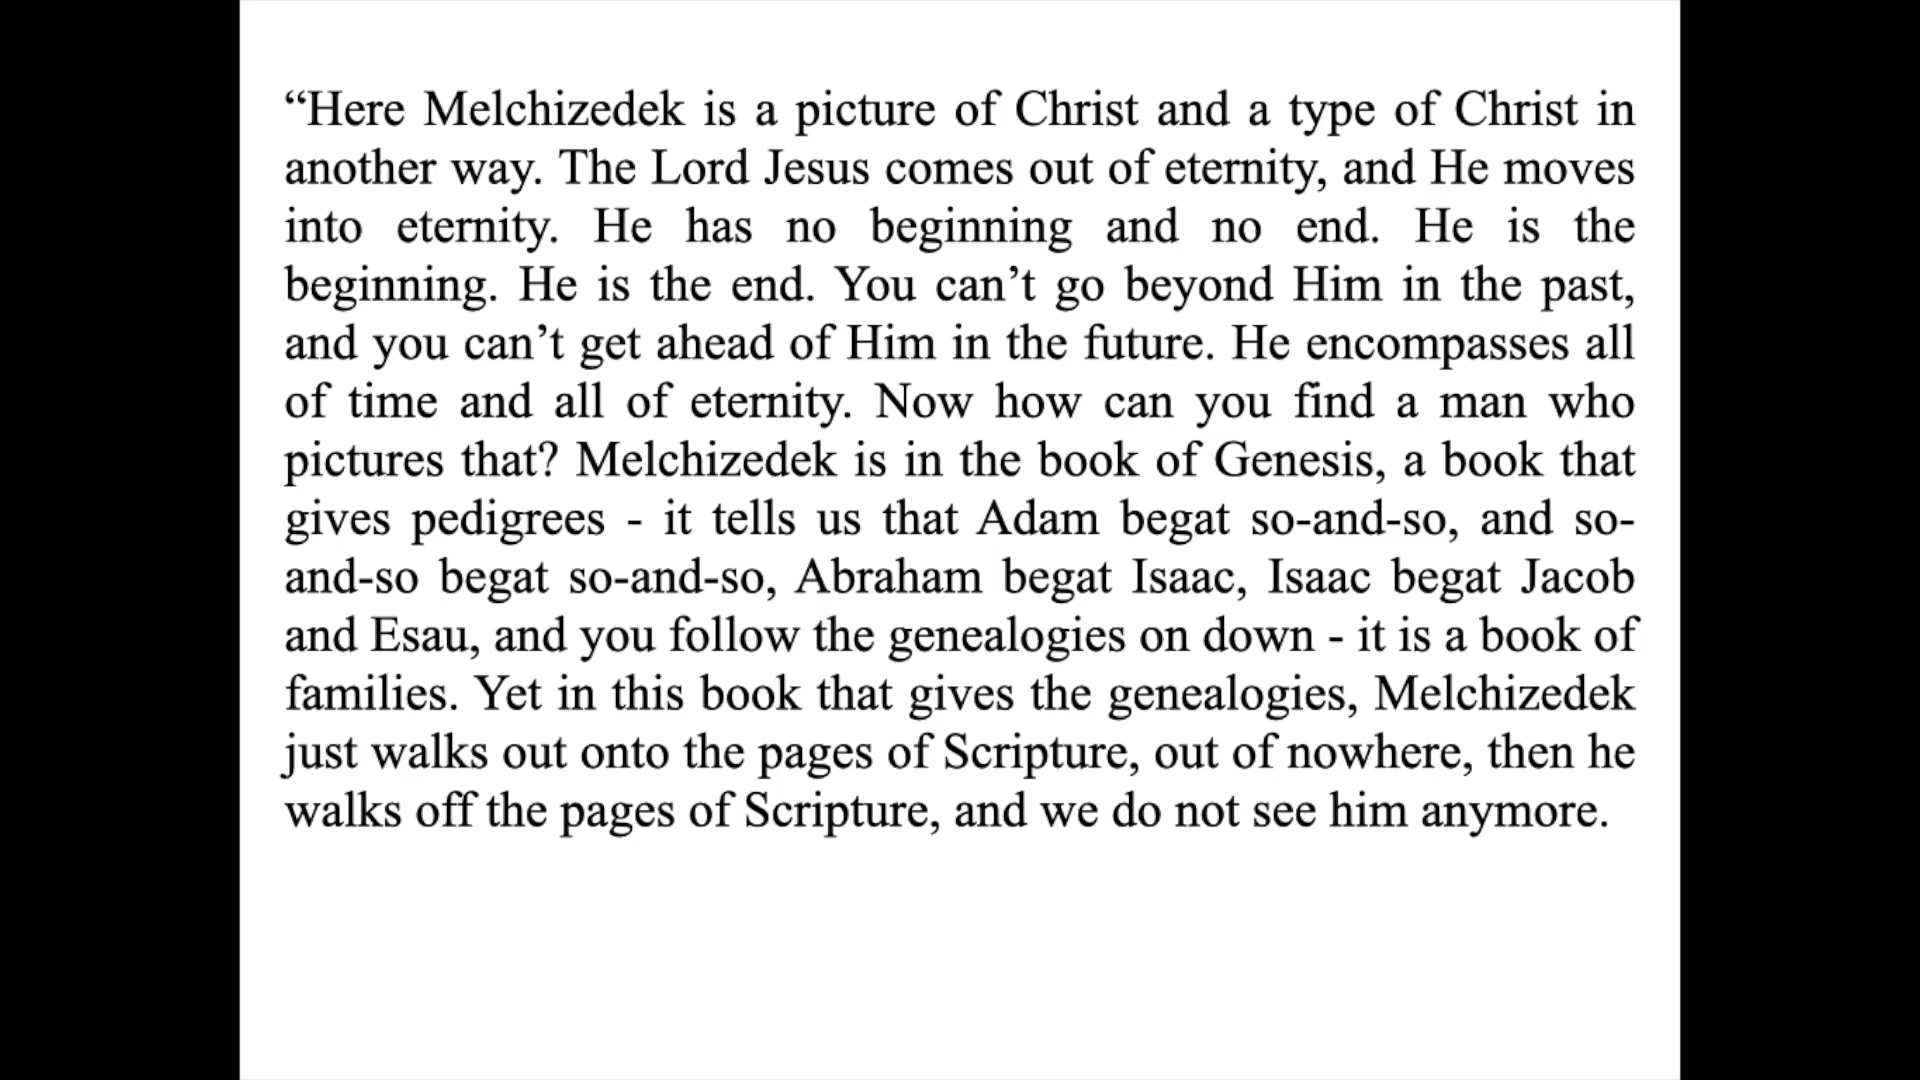 “Here Melchizedek is a picture of Christ and a type of Christ in
another way. The Lord Jesus comes out of eternity, and He moves
into eternity. He has no beginning and no end. He is the
beginning. He is the end. You can’t go beyond Him in the past,
and you can’t get ahead of Him in the future. He encompasses all
of time and all of eternity. Now how can you find a man who
pictures that? Melchizedek is in the book of Genesis, a book that
gives pedigrees - it tells us that Adam begat so-and-so, and so-
and-so begat so-and-so, Abraham begat Isaac, Isaac begat Jacob
and Esau, and you follow the genealogies on down - it is a book of
families. Yet in this book that gives the genealogies, Melchizedek
just walks out onto the pages of Scripture, out of nowhere, then he
walks off the pages of Scripture, and we do not see him anymore.